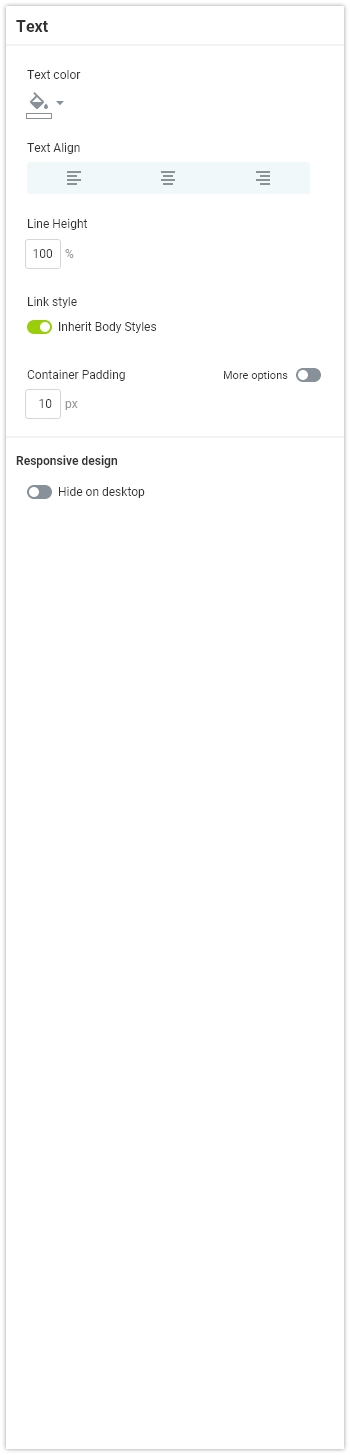 Text
Text color
Text Align
Line Height
100 %
Link style
Inherit Body Styles
Container Padding More options
10 px
Responsive design
Hide on desktop